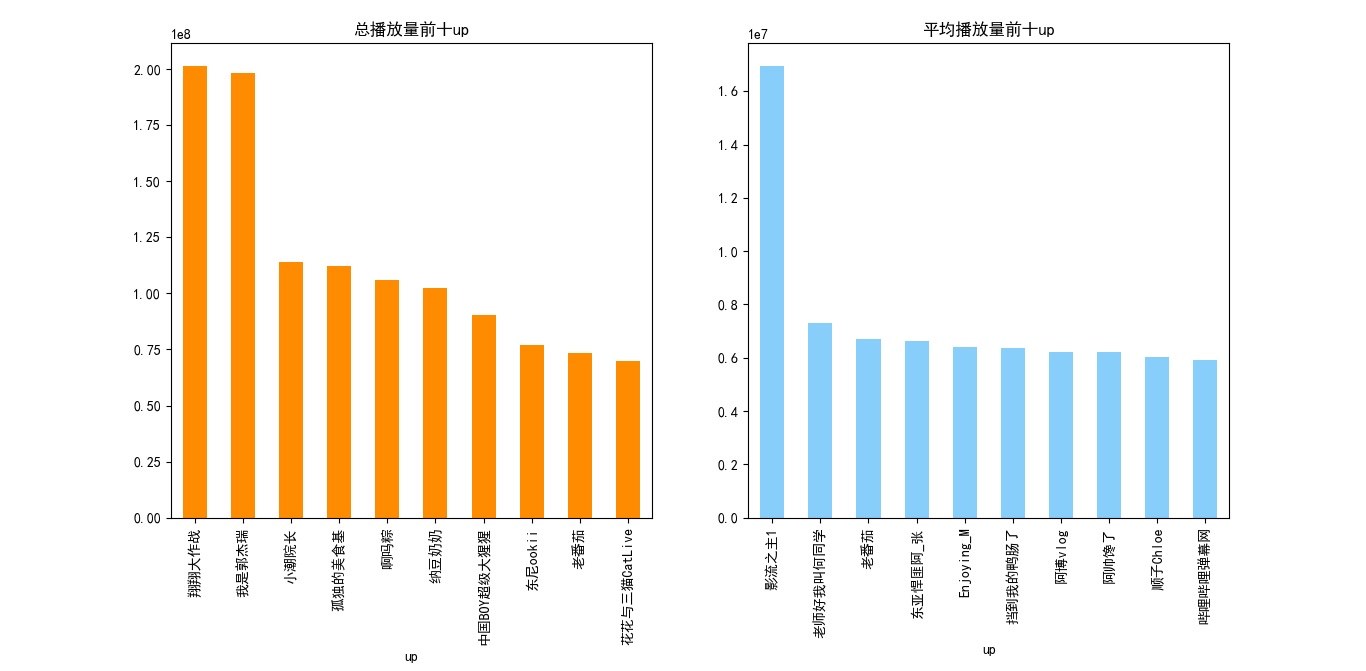 总播放量前十up
1e8
2.00
1.75
1.50
1.25
1.00
0.75
0.50
0.25
0.00
翔翔大作战
我是郭杰瑞
小潮院长
孤独的美食基
啊吗粽
纳豆奶奶
中国BOY超级大猩猩
东尼ookii
老番茄
花花与三猫CatLive
up
平均播放量前十up
1e7
1.6
1.4
1.2
1.0
0.8
0.6
0.4
0.2
0.0
影流之主1
老师好我叫何同学
老番茄
东亚悍匪阿_张
Enjoying_M
挡到我的鸭肠了
阿博vlog
阿帅馋了
顺子Chloe
哔哩哔哩弹幕网
up